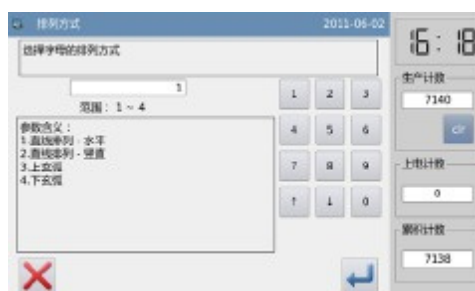 排列方式 2011-06-02
16:18
选择字母的排列方式
1
范围：1 ~ 4
参数含义：
1.直线排列 - 水平
2.直线排列 - 竖直
3.上弦弧
4.下弦弧
1 2 3
4 5 6
7 8 9
↑ ↓ 0
生产计数
7140
clr
上电计数
0
累积计数
7138